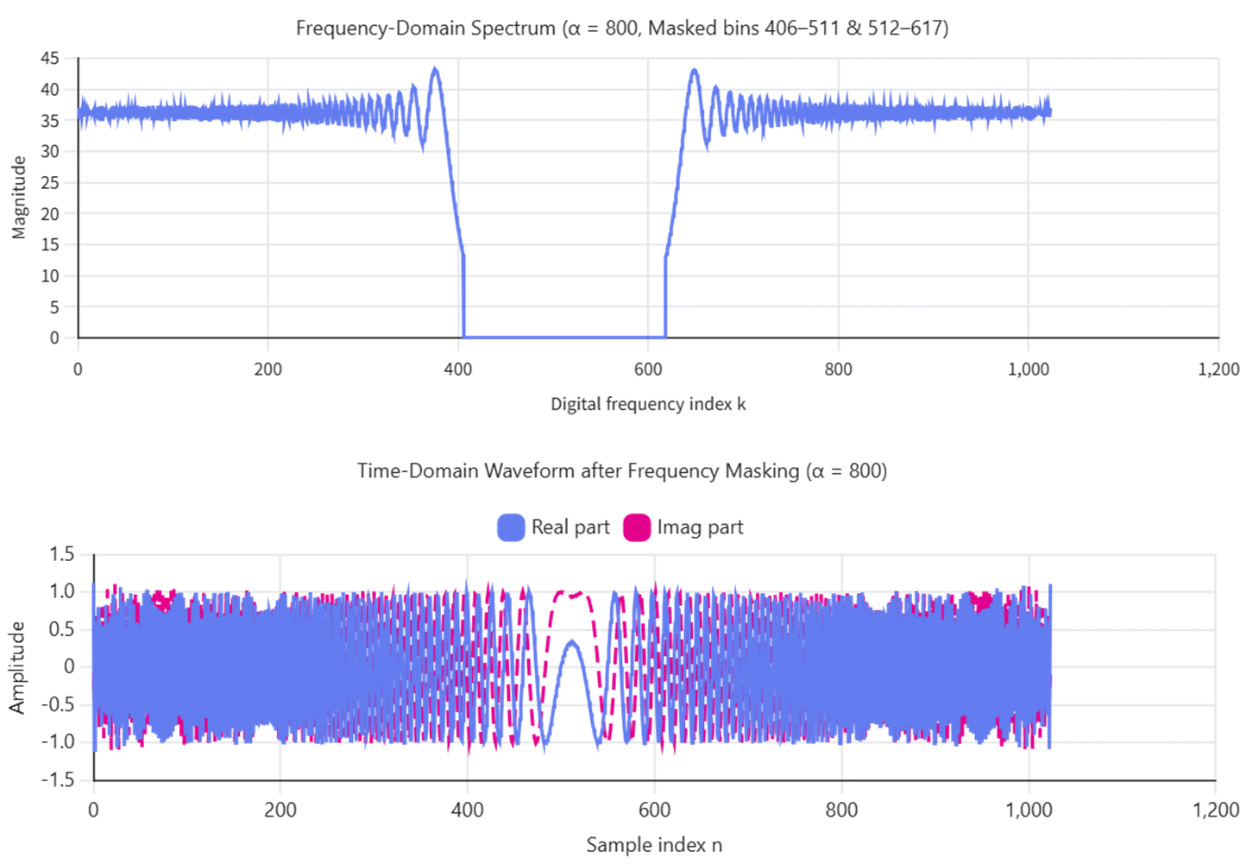 Frequency-Domain Spectrum (α = 800, Masked bins 406–511 & 512–617)
45
40
35
30
25
20
15
10
5
0
Magnitude
0 200 400 600 800 1,000 1,200
Digital frequency index k
Time-Domain Waveform after Frequency Masking (α = 800)
Real part Imag part
1.5
1.0
0.5
0
-0.5
-1.0
-1.5
Amplitude
0 200 400 600 800 1,000 1,200
Sample index n